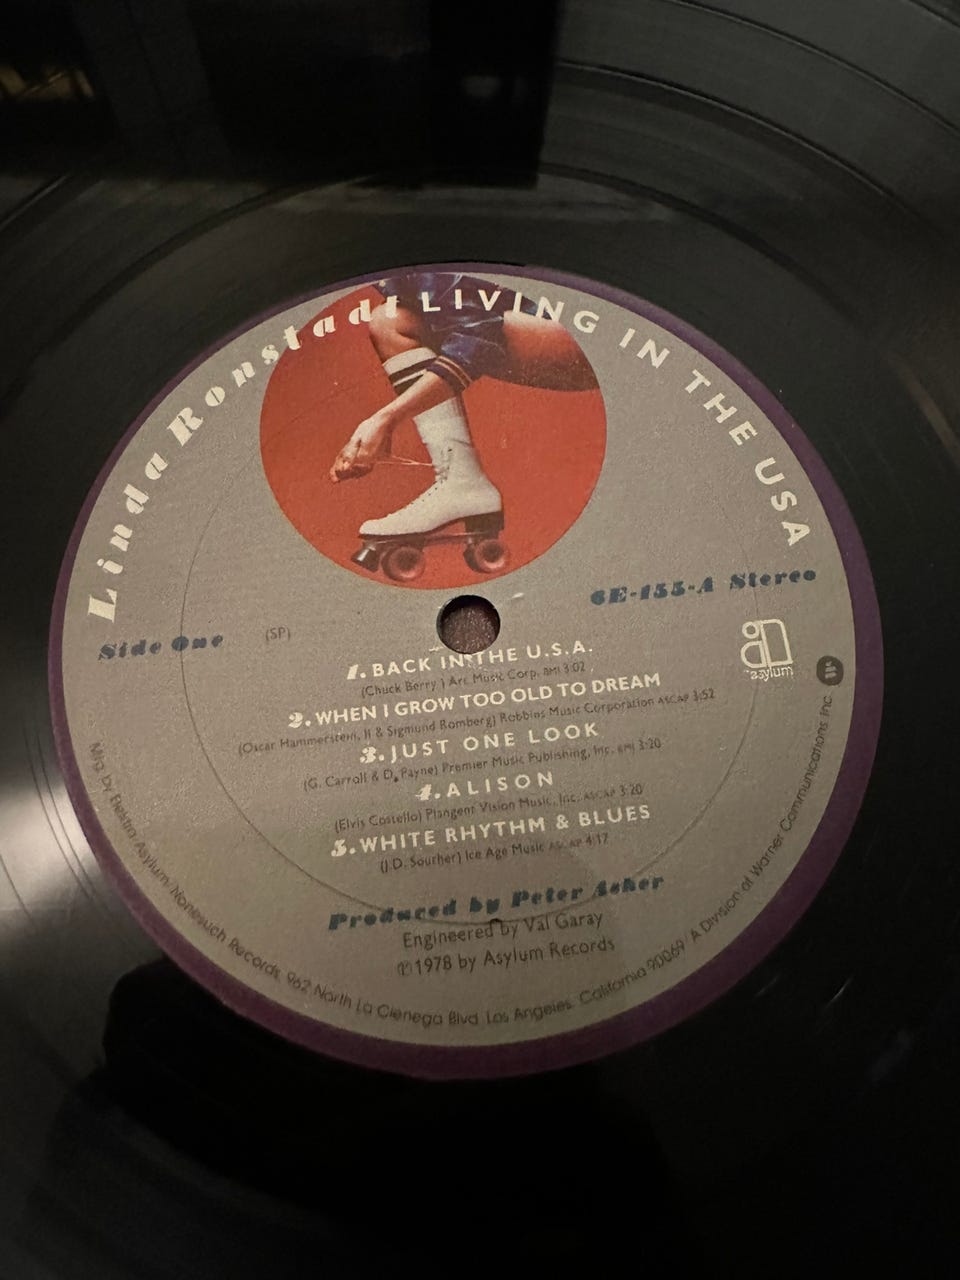 Linda Ronstadt LIVING IN THE USA
6E-155-A Stereo
Side One (SP)
asylum
1. BACK IN THE U.S.A.
(Chuck Berry) Arc Music Corp. BMI 3:02
2. WHEN I GROW TOO OLD TO DREAM
(Oscar Hammerstein, II & Sigmund Romberg) Robbins Music Corporation ASCAP 3:52
3. JUST ONE LOOK
(G. Carroll & D. Payne) Premier Music Publishing, Inc. BMI 3:20
4. ALISON
(Elvis Costello) Plangent Vision Music, Inc. ASCAP 3:20
5. WHITE RHYTHM & BLUES
(J.D. Souther) Ice Age Music ASCAP 4:17
Produced by Peter Asher
Engineered by Val Garay
℗1978 by Asylum Records
Mfg. by Elektra/Asylum/Nonesuch Records, 962 North La Cienega Blvd. Los Angeles, California 90069/A Division of Warner Communications Inc.